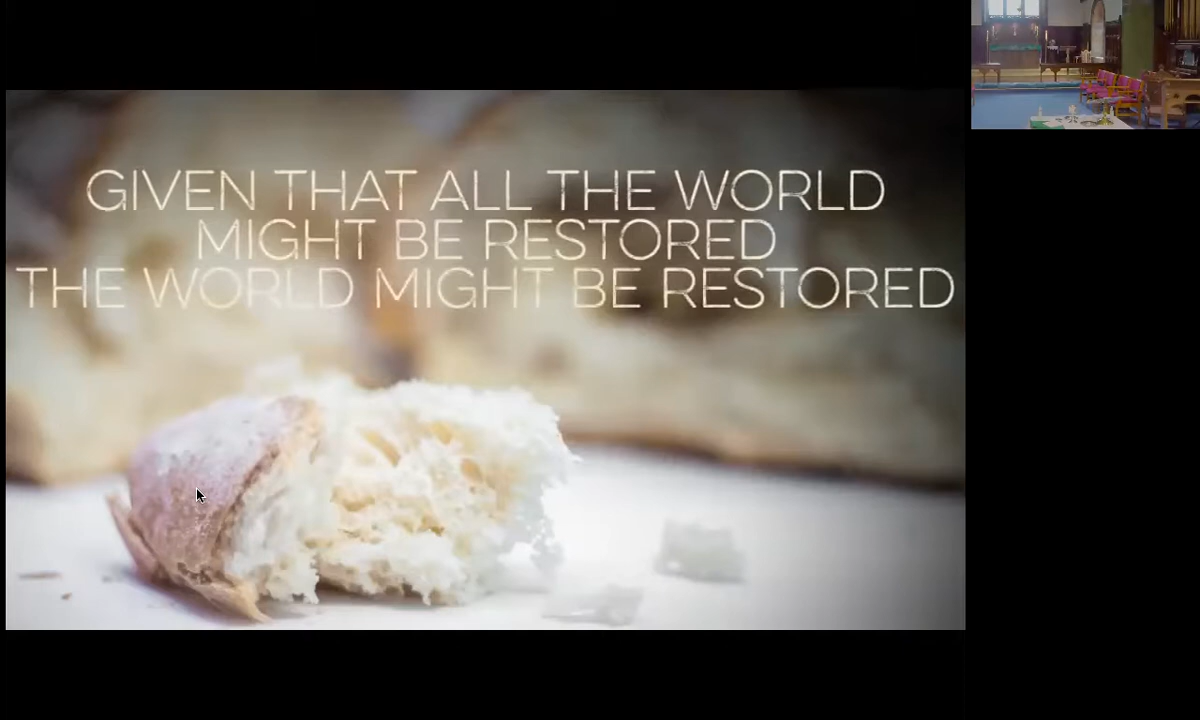 GIVEN THAT ALL THE WORLD
MIGHT BE RESTORED
THE WORLD MIGHT BE RESTORED